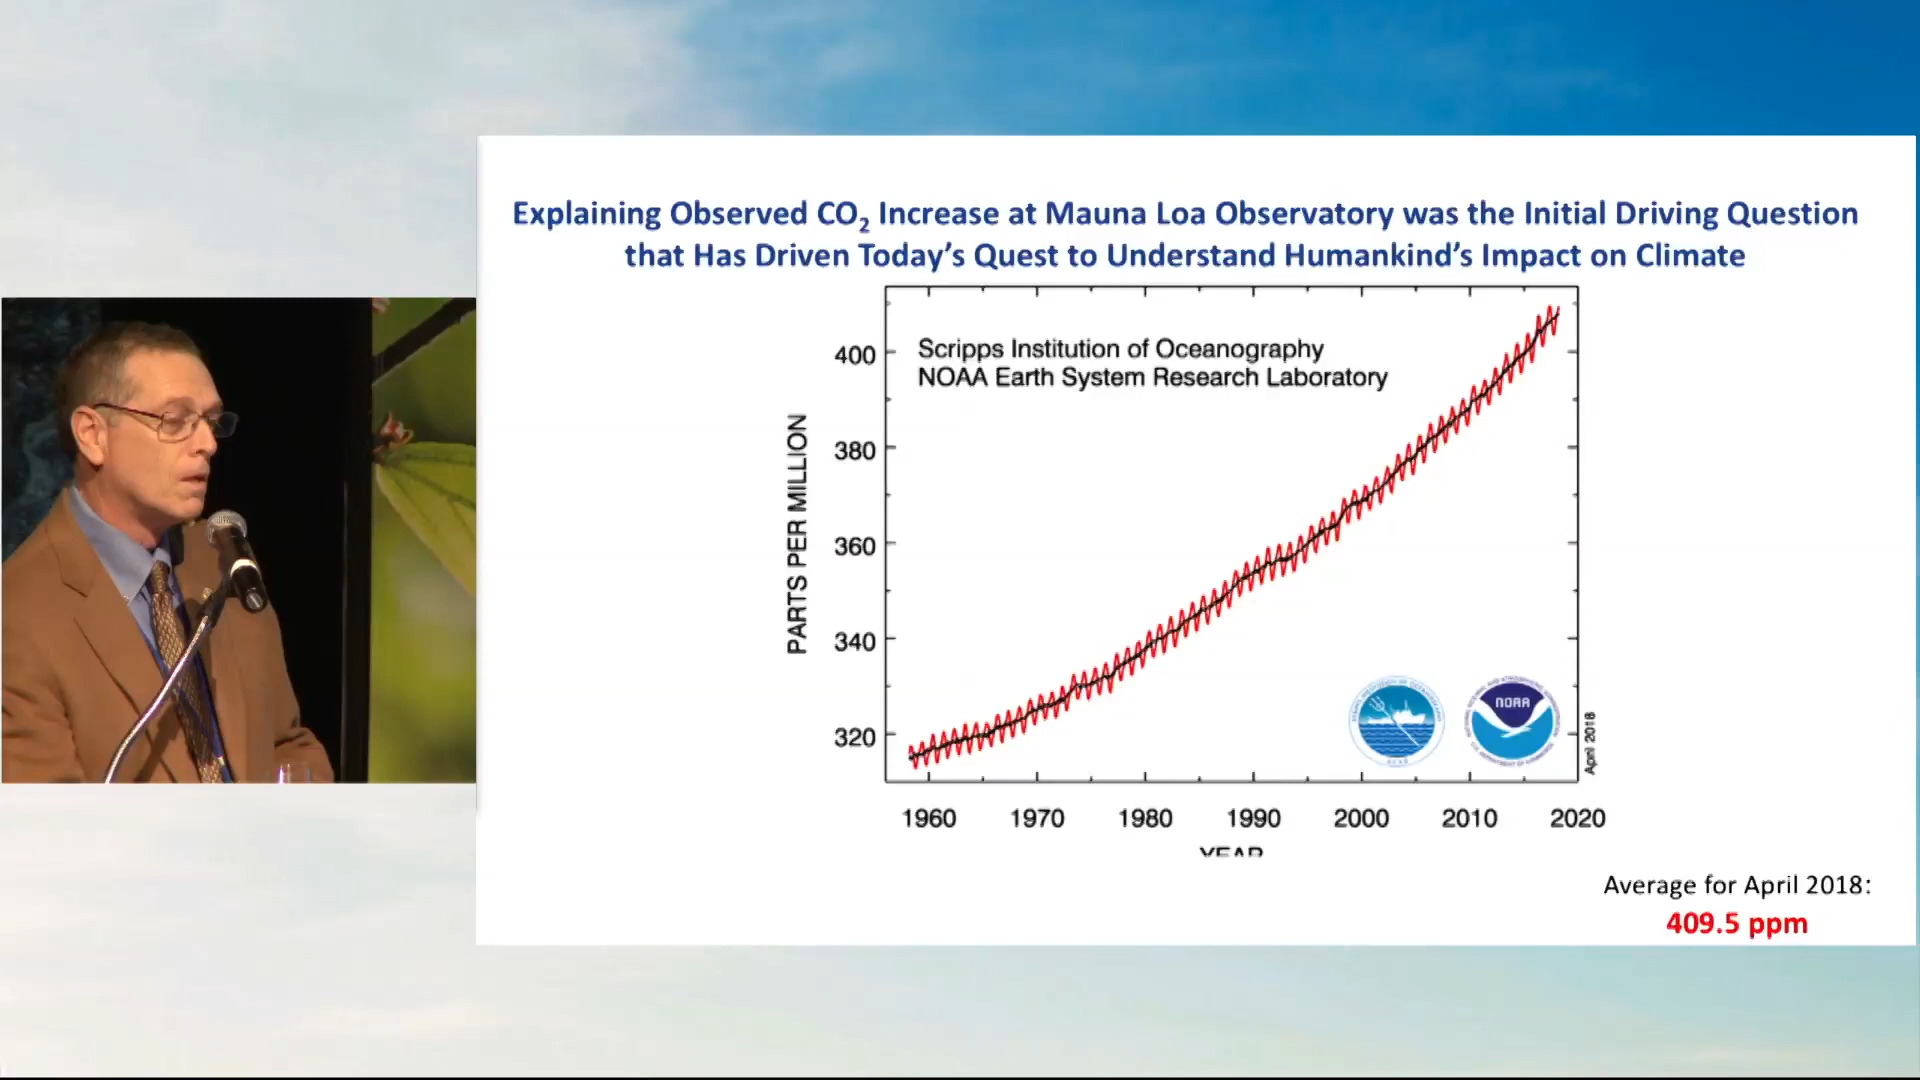 Explaining Observed CO₂ Increase at Mauna Loa Observatory was the Initial Driving Question
that Has Driven Today's Quest to Understand Humankind's Impact on Climate
Scripps Institution of Oceanography
NOAA Earth System Research Laboratory
PARTS PER MILLION
400
380
360
340
320
NOAA
April 2018
1960 1970 1980 1990 2000 2010 2020
YEAR
Average for April 2018:
409.5 ppm